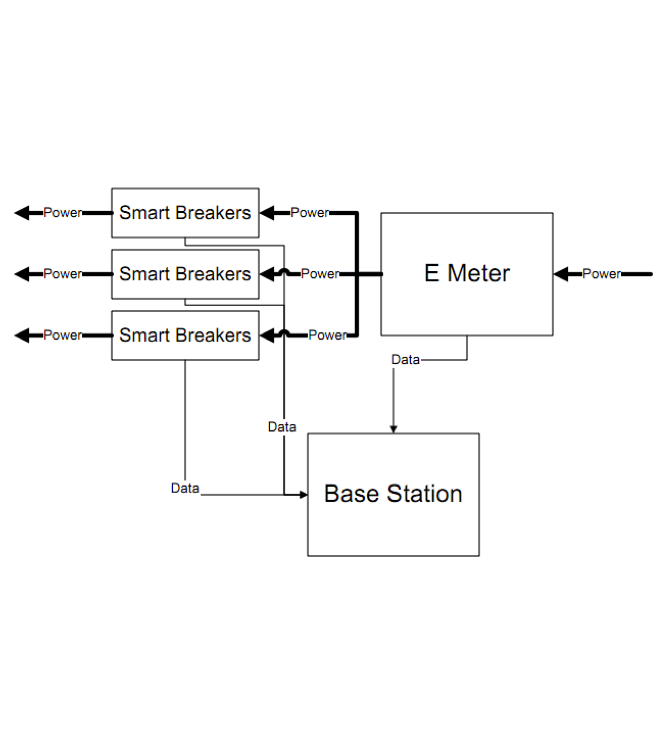 Power
Smart Breakers
Power
Power
Smart Breakers
Power
E Meter
Power
Power
Smart Breakers
Power
Data
Data
Data
Base Station